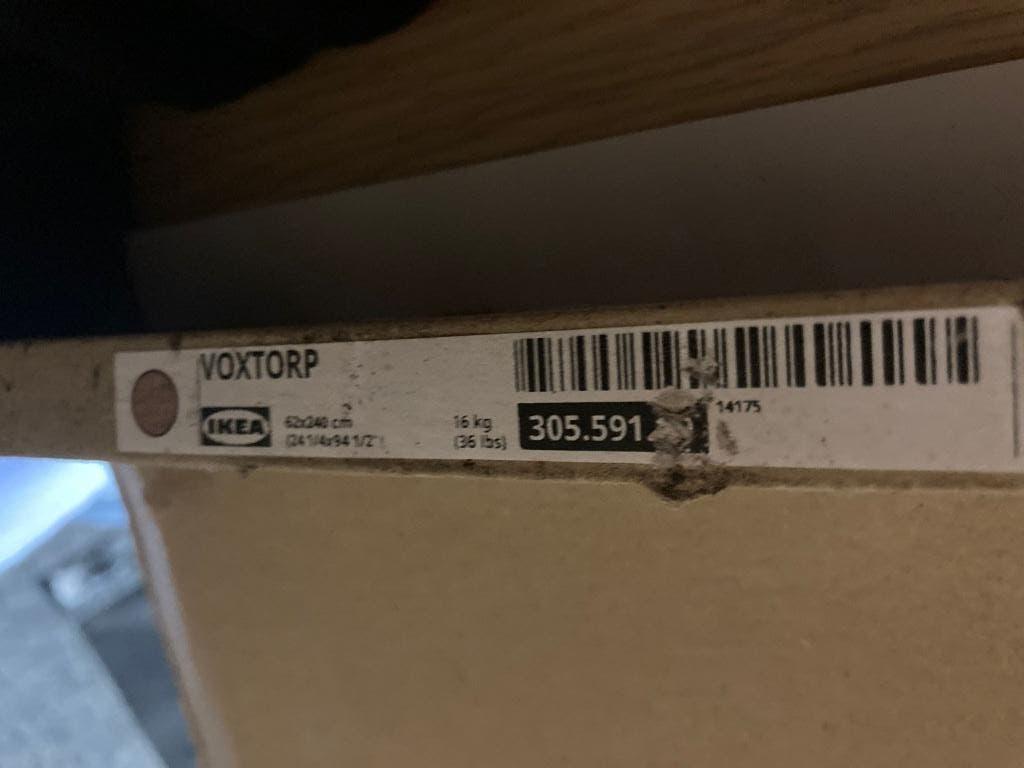 VOXTORP
IKEA
62x240 cm
(24 1/4x94 1/2")
16 kg
(36 lbs)
305.591.
14175